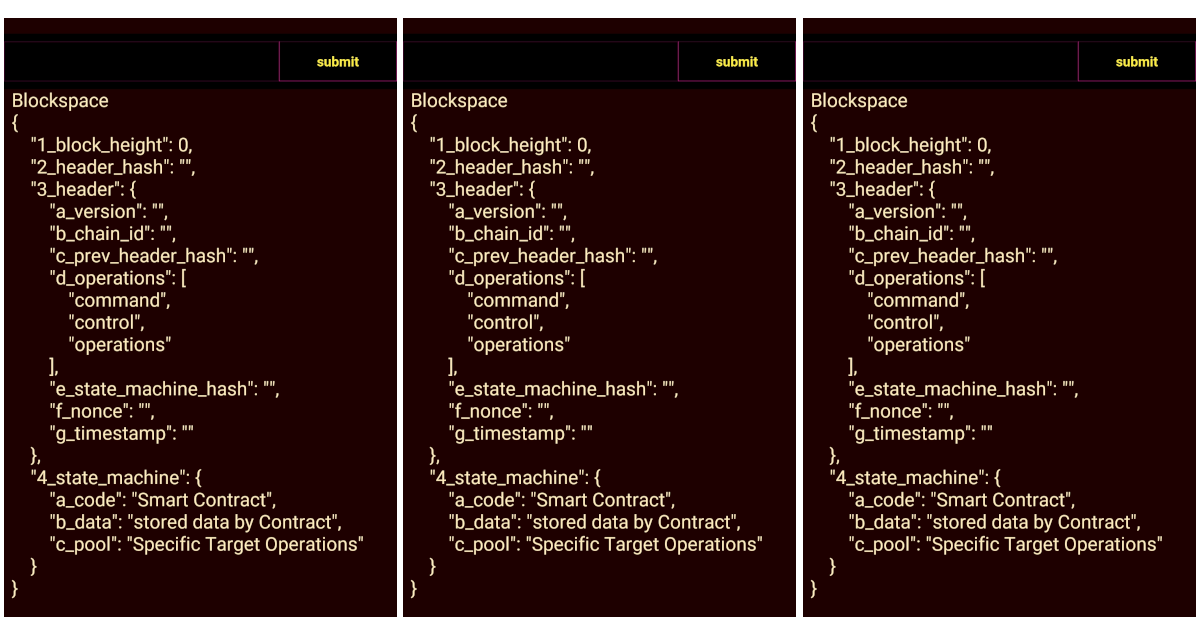 submit
Blockspace
{
"1_block_height": 0,
"2_header_hash": "",
"3_header": {
"a_version": "",
"b_chain_id": "",
"c_prev_header_hash": "",
"d_operations": [
"command",
"control",
"operations"
],
"e_state_machine_hash": "",
"f_nonce": "",
"g_timestamp": ""
},
"4_state_machine": {
"a_code": "Smart Contract",
"b_data": "stored data by Contract",
"c_pool": "Specific Target Operations"
}
}
submit
Blockspace
{
"1_block_height": 0,
"2_header_hash": "",
"3_header": {
"a_version": "",
"b_chain_id": "",
"c_prev_header_hash": "",
"d_operations": [
"command",
"control",
"operations"
],
"e_state_machine_hash": "",
"f_nonce": "",
"g_timestamp": ""
},
"4_state_machine": {
"a_code": "Smart Contract",
"b_data": "stored data by Contract",
"c_pool": "Specific Target Operations"
}
}
submit
Blockspace
{
"1_block_height": 0,
"2_header_hash": "",
"3_header": {
"a_version": "",
"b_chain_id": "",
"c_prev_header_hash": "",
"d_operations": [
"command",
"control",
"operations"
],
"e_state_machine_hash": "",
"f_nonce": "",
"g_timestamp": ""
},
"4_state_machine": {
"a_code": "Smart Contract",
"b_data": "stored data by Contract",
"c_pool": "Specific Target Operations"
}
}